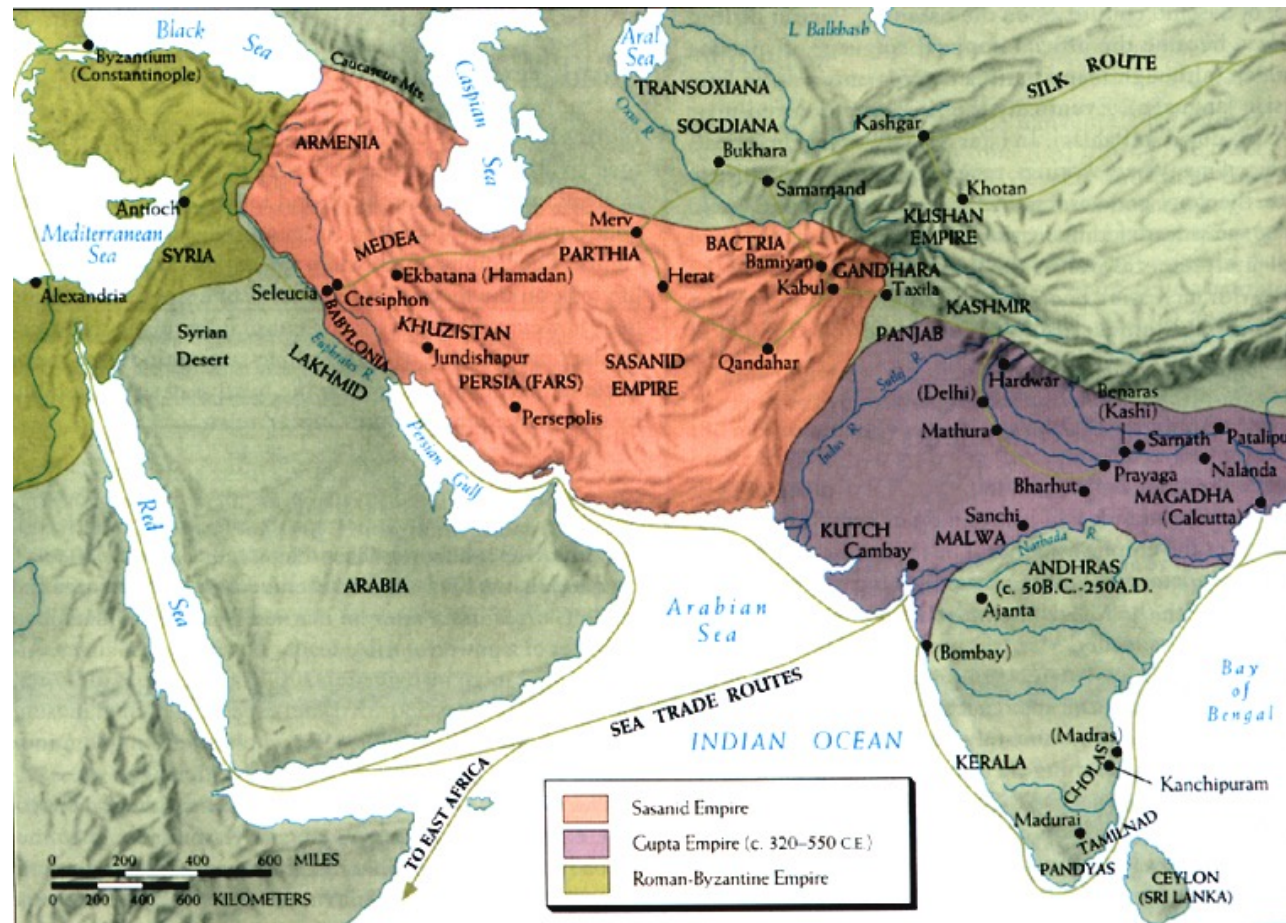 Black
Sea
Byzantium
(Constantinople)
Caucaseus Mts.
Caspian
Sea
Aral
Sea
L. Balkhash
TRANSOXIANA
Oxus R.
SOGDIANA
Bukhara
Samarqand
Kashgar
SILK ROUTE
Khotan
KUSHAN
EMPIRE
ARMENIA
Antioch
Mediterranean
Sea
SYRIA
Alexandria
MEDEA
Ekbatana (Hamadan)
Seleucia
Ctesiphon
BABYLONIA
Euphrates R.
LAKHMID
Syrian
Desert
KHUZISTAN
Jundishapur
PERSIA (FARS)
Persepolis
Merv
PARTHIA
Herat
SASANID
EMPIRE
BACTRIA
Bamiyan
GANDHARA
Kabul
Taxila
Qandahar
KASHMIR
PANJAB
Sutlej R.
Indus R.
Hardwar
(Delhi)
Mathura
Benaras
(Kashi)
Sarnath
Patalipu
Prayaga
Nalanda
Bharhut
MAGADHA
(Calcutta)
Sanchi
MALWA
Narbada R.
KUTCH
Cambay
ANDHRAS
(c. 50B.C.-250A.D.
Ajanta
(Bombay)
Persian Gulf
Red
Sea
ARABIA
Arabian
Sea
SEA TRADE ROUTES
INDIAN OCEAN
Bay
of
Bengal
TO EAST AFRICA
KERALA
(Madras)
CHOLAS
Kanchipuram
Madurai
TAMILNAD
PANDYAS
CEYLON
(SRI LANKA)
Sasanid Empire
Gupta Empire (c. 320–550 C.E.)
Roman-Byzantine Empire
0 200 400 600 MILES
0 200 400 600 KILOMETERS